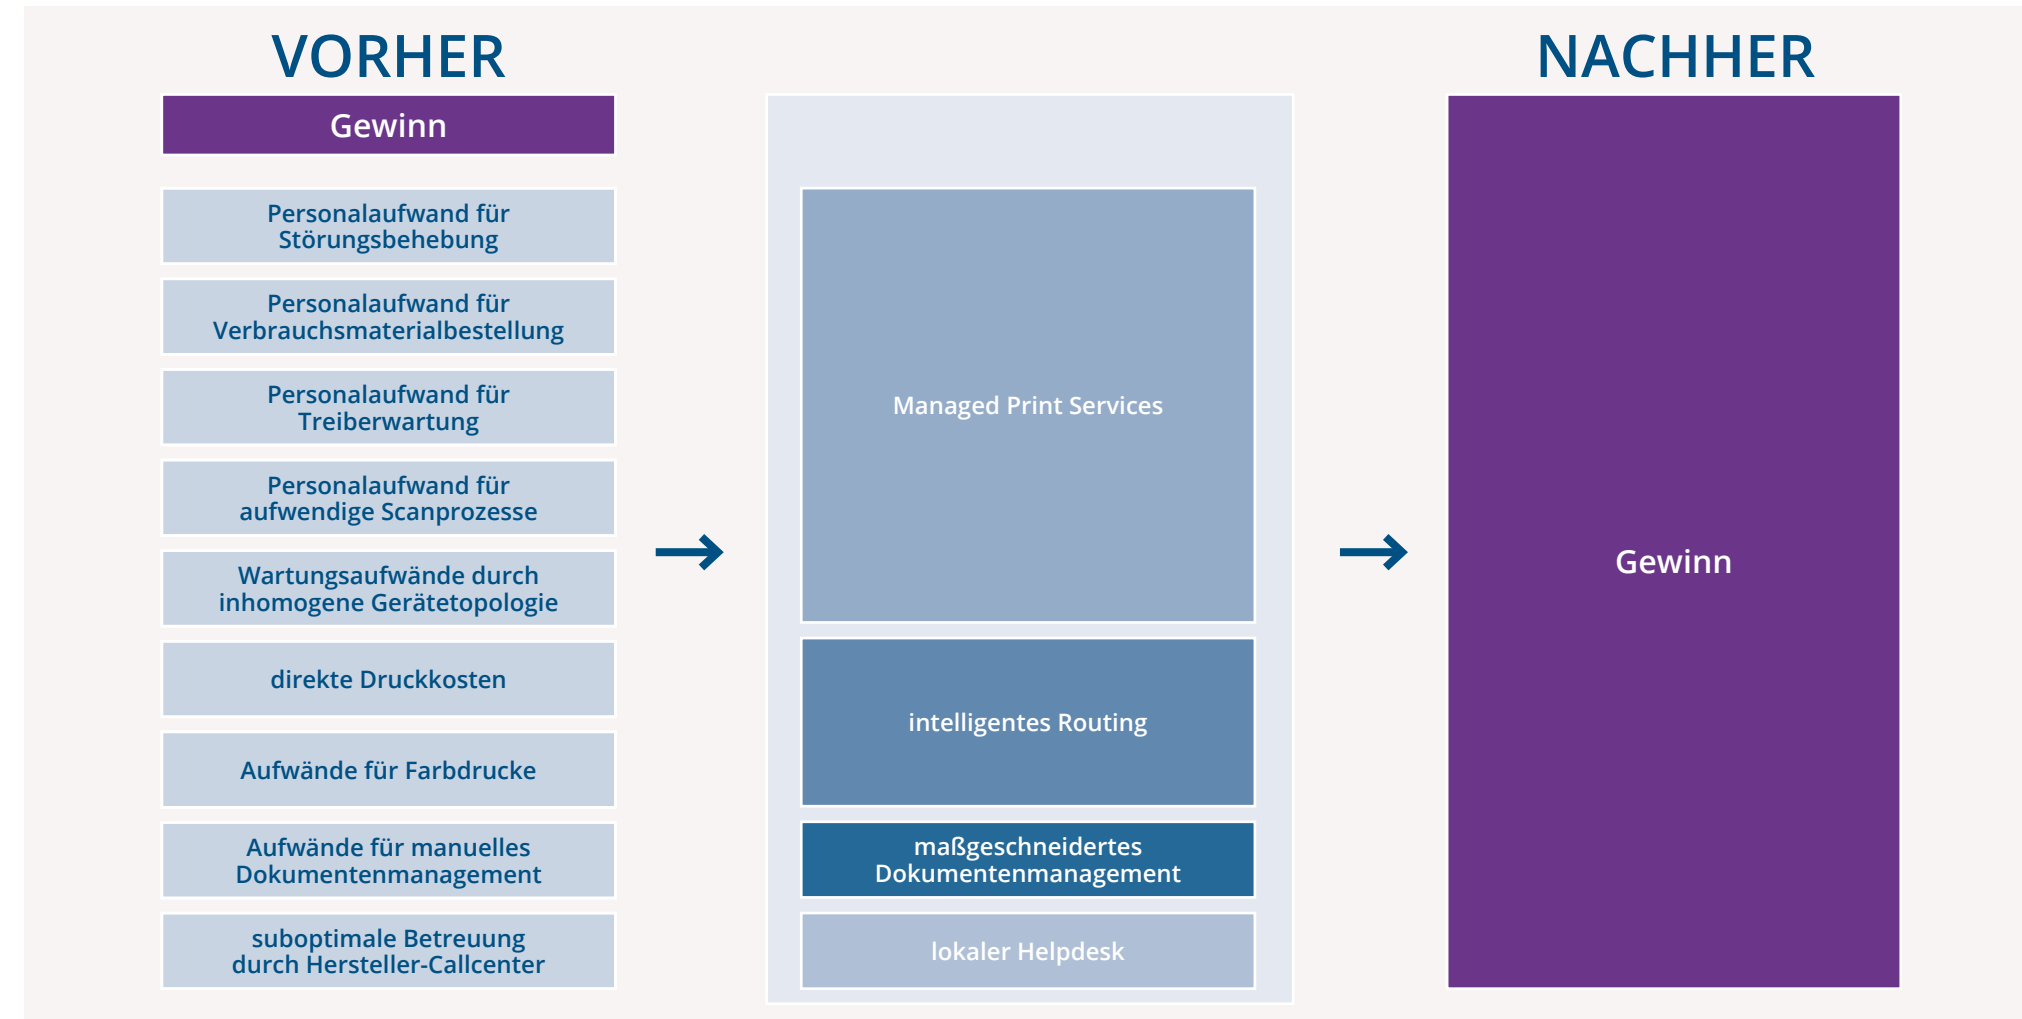 VORHER
Gewinn
Personalaufwand für
Störungsbehebung
Personalaufwand für
Verbrauchsmaterialbestellung
Personalaufwand für
Treiberwartung
Personalaufwand für
aufwendige Scanprozesse
Wartungsaufwände durch
inhomogene Gerätetopologie
direkte Druckkosten
Aufwände für Farbdrucke
Aufwände für manuelles
Dokumentenmanagement
suboptimale Betreuung
durch Hersteller-Callcenter
Managed Print Services
intelligentes Routing
maßgeschneidertes
Dokumentenmanagement
lokaler Helpdesk
NACHHER
Gewinn